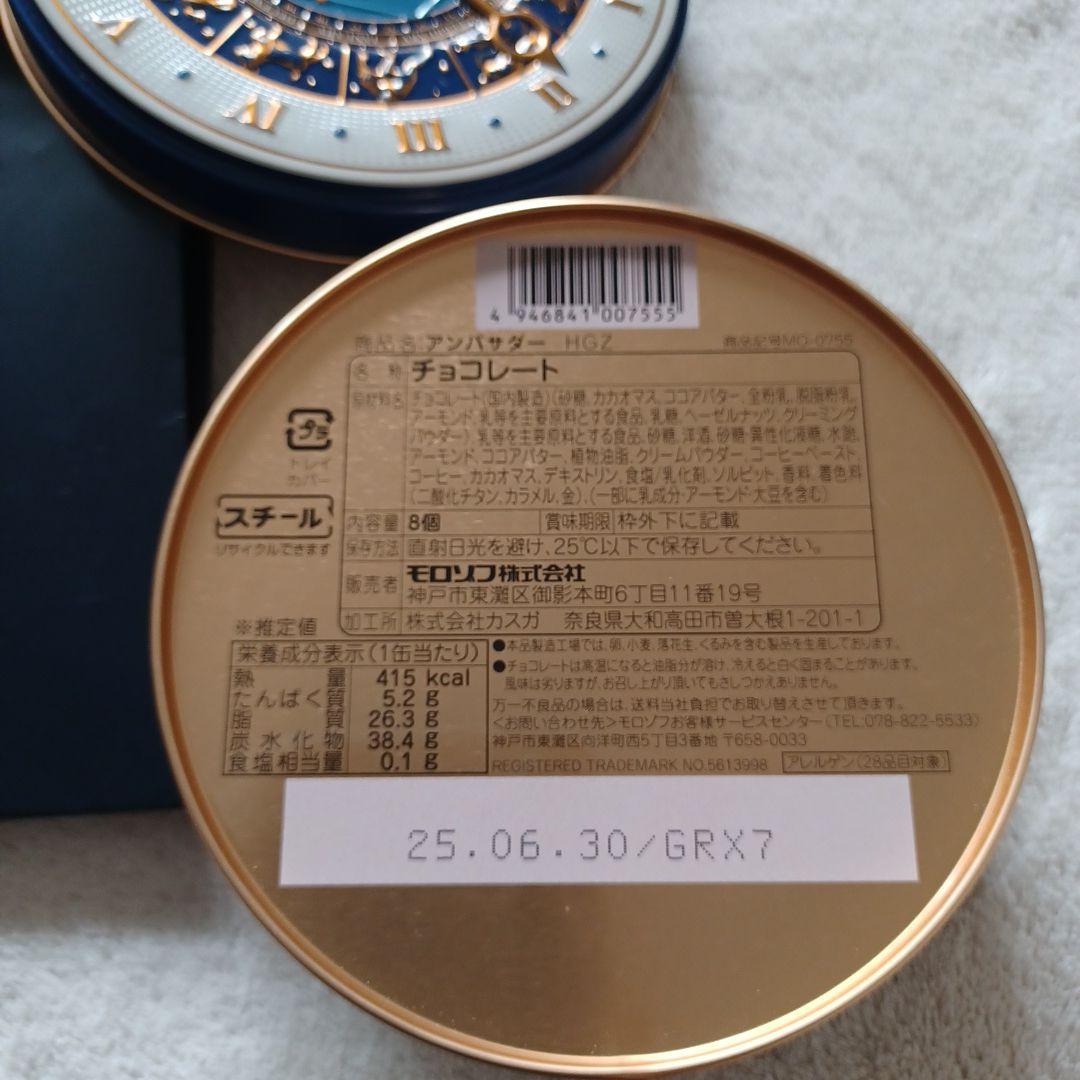 V
IV
III
II
I
4 946841 007555
商品名:アンバサダー HGZ 商品記号MO-0755
名称 チョコレート
原材料名 チョコレート(国内製造)(砂糖、カカオマス、ココアバター、全粉乳、脱脂粉乳、
アーモンド、乳等を主要原料とする食品、乳糖、ヘーゼルナッツ、クリーミング
パウダー)、乳等を主要原料とする食品、砂糖、洋酒、砂糖・異性化液糖、水飴、
アーモンド、ココアバター、植物油脂、クリームパウダー、コーヒーペースト、
コーヒー、カカオマス、デキストリン、食塩/乳化剤、ソルビット、香料、着色料
(二酸化チタン、カラメル、金)、(一部に乳成分・アーモンド・大豆を含む)
内容量 8個 賞味期限 枠外下に記載
保存方法 直射日光を避け、25℃以下で保存してください。
販売者 モロゾフ株式会社
神戸市東灘区御影本町6丁目11番19号
加工所 株式会社カスガ 奈良県大和高田市曽大根1-201-1
プラ
トレイ
カバー
スチール
リサイクルできます
※推定値
栄養成分表示(1缶当たり)
熱量 415 kcal
たんぱく質 5.2 g
脂質 26.3 g
炭水化物 38.4 g
食塩相当量 0.1 g
●本品製造工場では、卵、小麦、落花生、くるみを含む製品を生産しております。
●チョコレートは高温になると油脂分が溶け、冷えると白く固まることがあります。
風味は劣りますが、お召し上がり頂いてもさしつかえありません。
万一不良品の場合は、送料当社負担でお取り替えさせて頂きます。
<お問い合わせ先>モロゾフお客様サービスセンター(TEL:078-822-5533)
神戸市東灘区向洋町西5丁目3番地 〒658-0033
REGISTERED TRADEMARK NO.5613998 アレルゲン(28品目対象)
25.06.30/GRX7